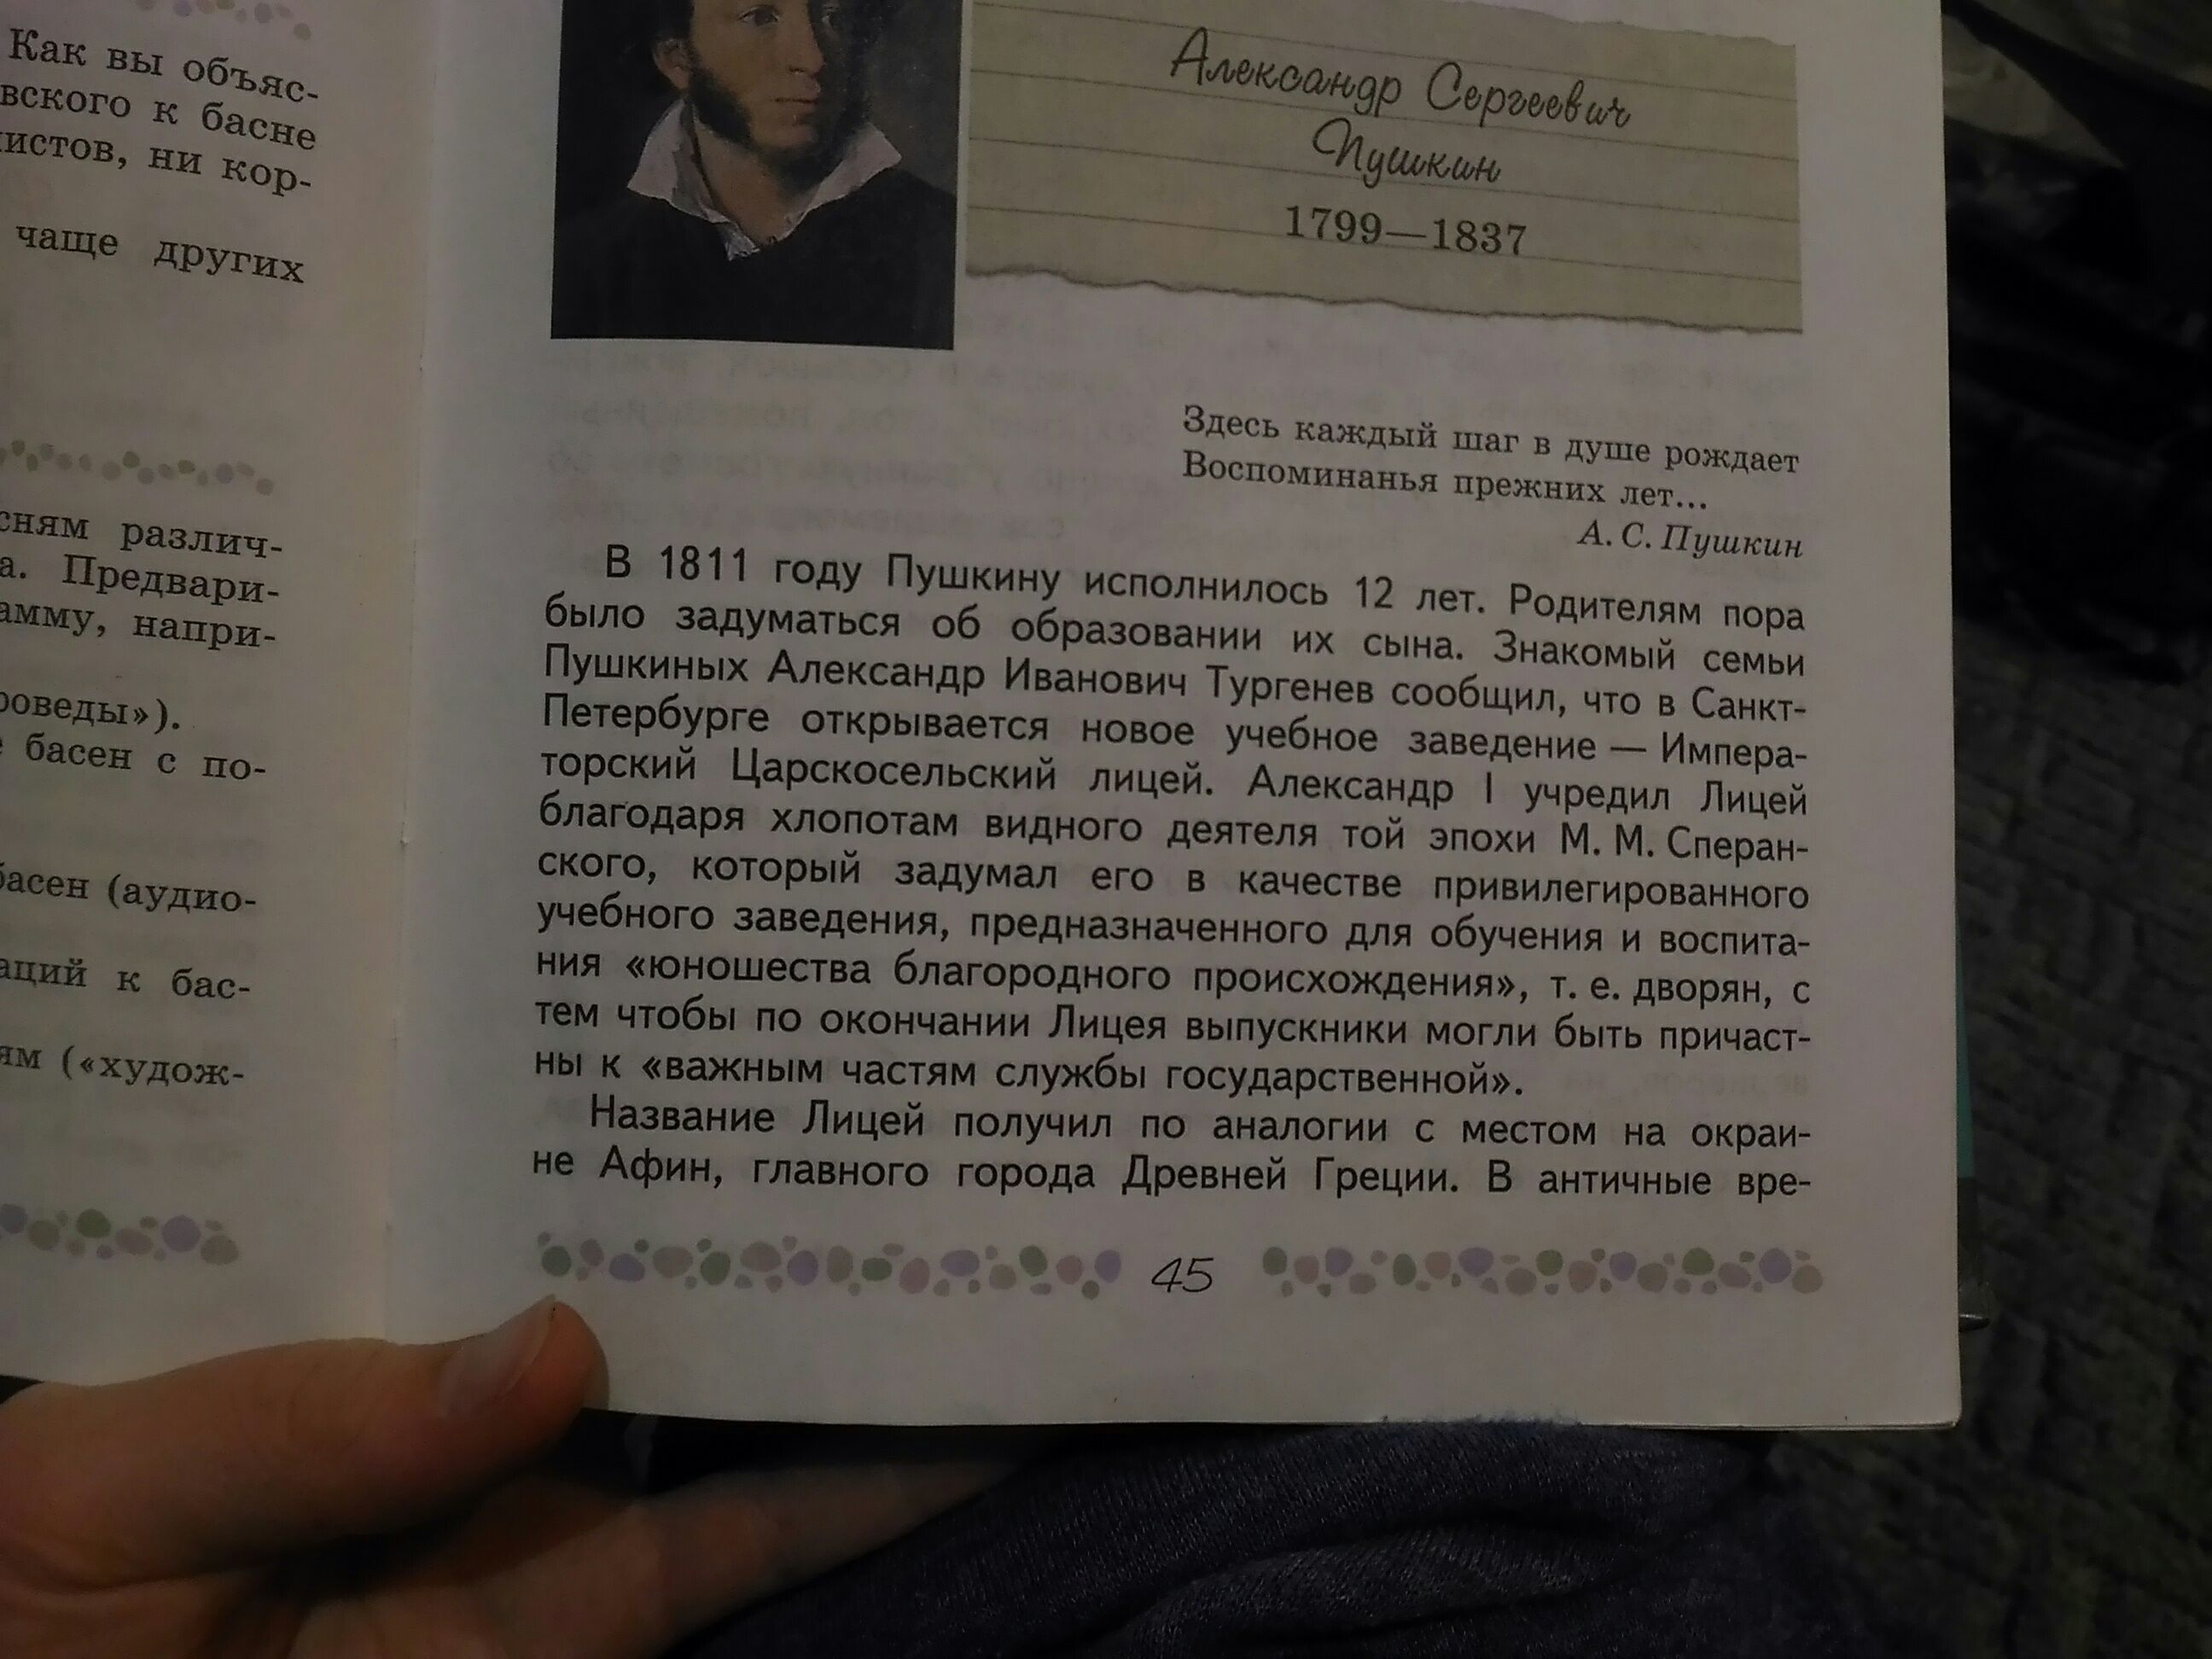 Как вы объяс-
вского к басне
истов, ни кор-
чаще других
сням различ-
а. Предвари-
амму, напри-
роведы»).
басен с по-
басен (аудио-
аций к бас-
ям («худож-
Александр Сергеевич
Пушкин
1799—1837
Здесь каждый шаг в душе рождает
Воспоминанья прежних лет...
А. С. Пушкин
В 1811 году Пушкину исполнилось 12 лет. Родителям пора
было задуматься об образовании их сына. Знакомый семьи
Пушкиных Александр Иванович Тургенев сообщил, что в Санкт-
Петербурге открывается новое учебное заведение — Импера-
торский Царскосельский лицей. Александр I учредил Лицей
благодаря хлопотам видного деятеля той эпохи М. М. Сперан-
ского, который задумал его в качестве привилегированного
учебного заведения, предназначенного для обучения и воспита-
ния «юношества благородного происхождения», т. е. дворян, с
тем чтобы по окончании Лицея выпускники могли быть причаст-
ны к «важным частям службы государственной».
Название Лицей получил по аналогии с местом на окраи-
не Афин, главного города Древней Греции. В античные вре-
45